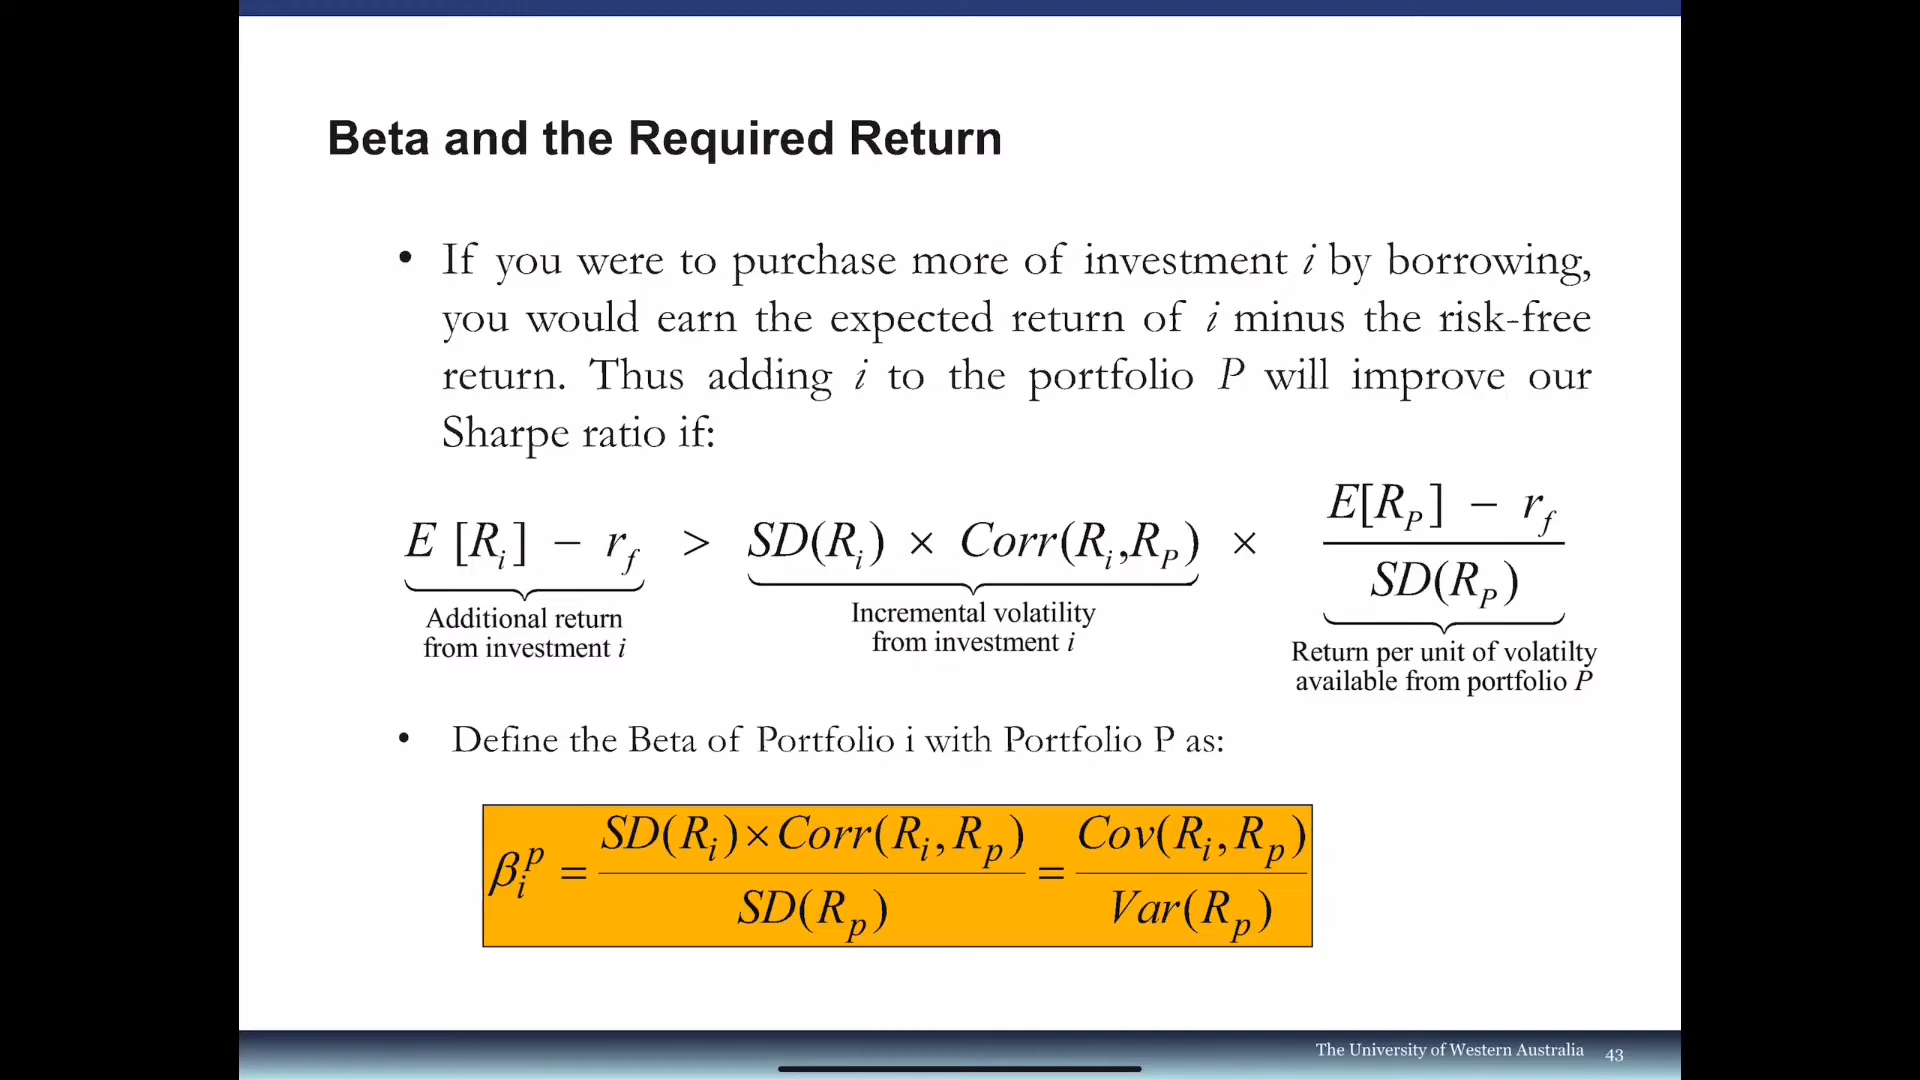 Beta and the Required Return
• If you were to purchase more of investment i by borrowing,
you would earn the expected return of i minus the risk-free
return. Thus adding i to the portfolio P will improve our
Sharpe ratio if:
E [R_i] − r_f > SD(R_i) × Corr(R_i,R_P) × (E[R_P] − r_f) / SD(R_P)
Additional return
from investment i
Incremental volatility
from investment i
Return per unit of volatilty
available from portfolio P
• Define the Beta of Portfolio i with Portfolio P as:
β_i^p = (SD(R_i)×Corr(R_i,R_p)) / SD(R_p) = Cov(R_i,R_p) / Var(R_p)
The University of Western Australia 43